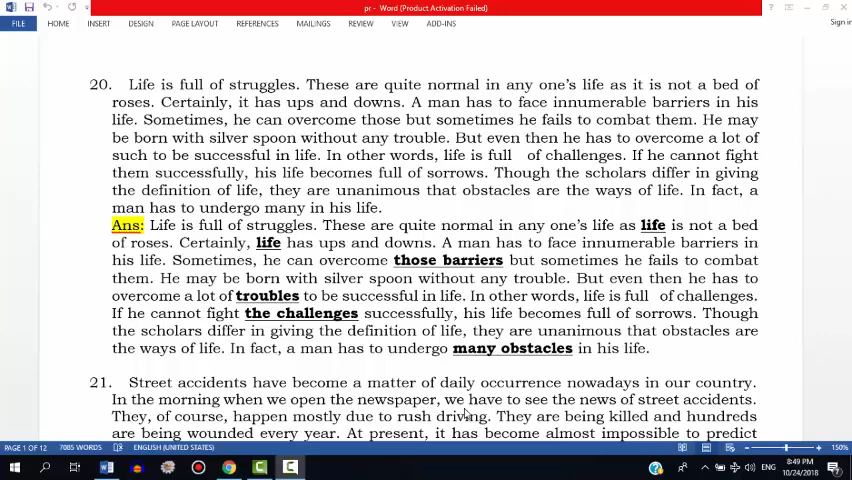 pr - Word (Product Activation Failed)
FILE HOME INSERT DESIGN PAGE LAYOUT REFERENCES MAILINGS REVIEW VIEW ADD-INS Sign in
20. Life is full of struggles. These are quite normal in any one's life as it is not a bed of
roses. Certainly, it has ups and downs. A man has to face innumerable barriers in his
life. Sometimes, he can overcome those but sometimes he fails to combat them. He may
be born with silver spoon without any trouble. But even then he has to overcome a lot of
such to be successful in life. In other words, life is full of challenges. If he cannot fight
them successfully, his life becomes full of sorrows. Though the scholars differ in giving
the definition of life, they are unanimous that obstacles are the ways of life. In fact, a
man has to undergo many in his life.
Ans: Life is full of struggles. These are quite normal in any one's life as life is not a bed
of roses. Certainly, life has ups and downs. A man has to face innumerable barriers in
his life. Sometimes, he can overcome those barriers but sometimes he fails to combat
them. He may be born with silver spoon without any trouble. But even then he has to
overcome a lot of troubles to be successful in life. In other words, life is full of challenges.
If he cannot fight the challenges successfully, his life becomes full of sorrows. Though
the scholars differ in giving the definition of life, they are unanimous that obstacles are
the ways of life. In fact, a man has to undergo many obstacles in his life.
21. Street accidents have become a matter of daily occurrence nowadays in our country.
In the morning when we open the newspaper, we have to see the news of street accidents.
They, of course, happen mostly due to rush driving. They are being killed and hundreds
are being wounded every year. At present, it has become almost impossible to predict
PAGE 1 OF 12 7085 WORDS ENGLISH (UNITED STATES) 150%
ENG 8:49 PM
10/24/2018